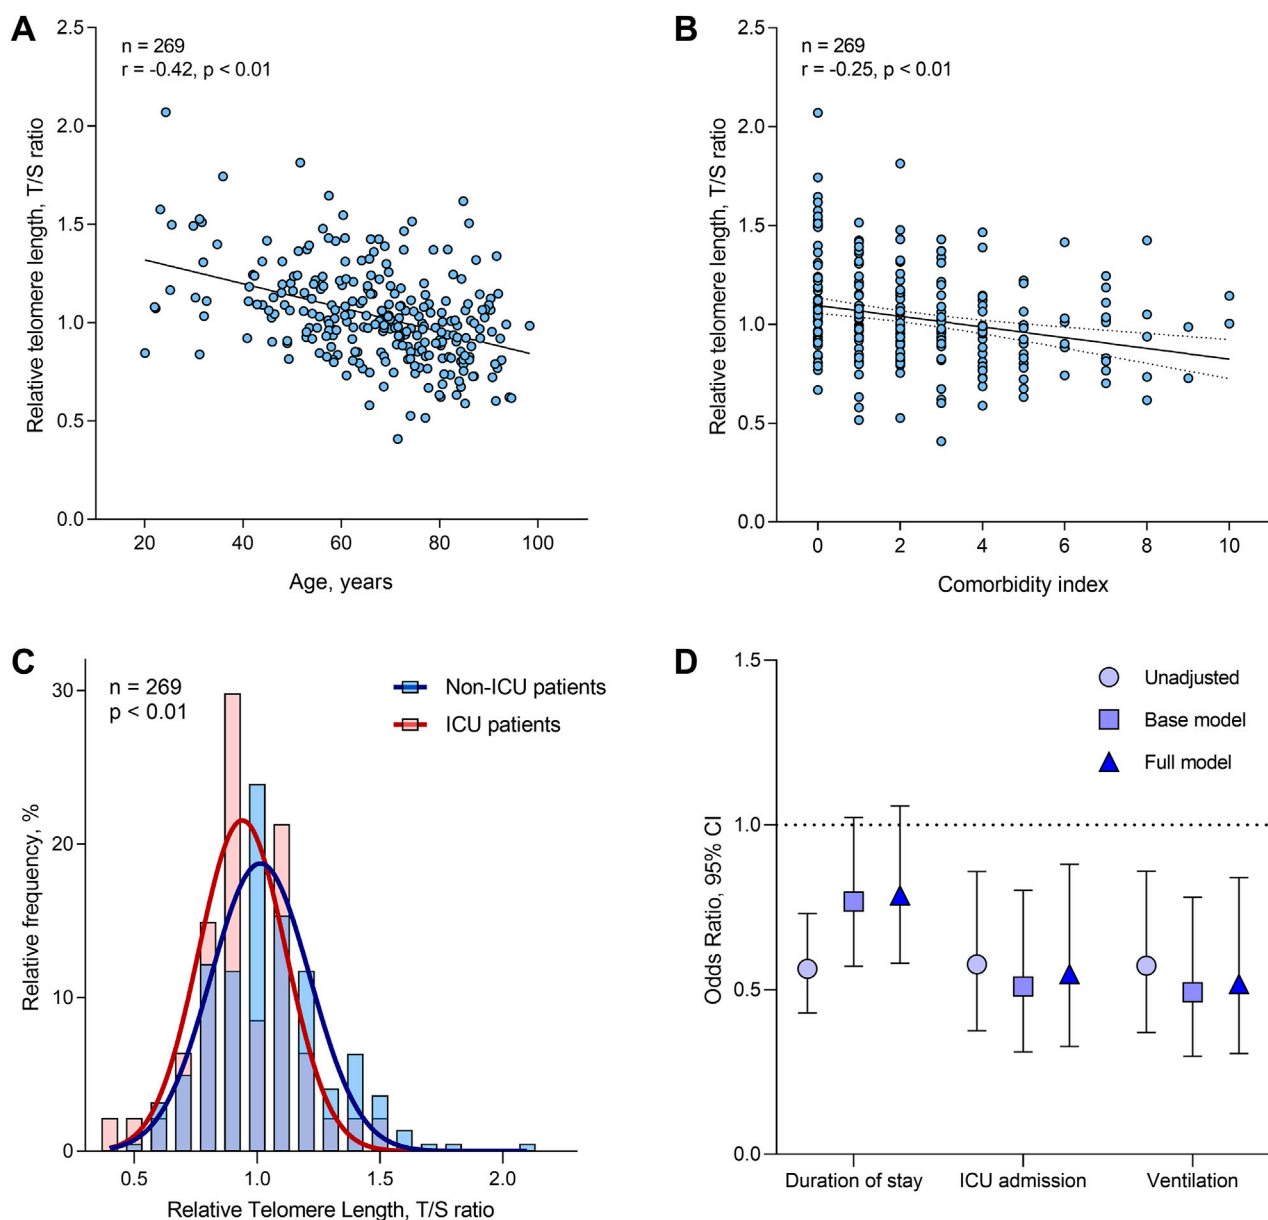 A
n = 269
r = -0.42, p < 0.01
2.5
2.0
1.5
1.0
0.5
0.0
Relative telomere length, T/S ratio
20 40 60 80 100
Age, years
B
n = 269
r = -0.25, p < 0.01
2.5
2.0
1.5
1.0
0.5
0.0
Relative telomere length, T/S ratio
0 2 4 6 8 10
Comorbidity index
C
n = 269
p < 0.01
Non-ICU patients
ICU patients
30
20
10
0
Relative frequency, %
0.5 1.0 1.5 2.0
Relative Telomere Length, T/S ratio
D
Unadjusted
Base model
Full model
1.5
1.0
0.5
0.0
Odds Ratio, 95% CI
Duration of stay ICU admission Ventilation